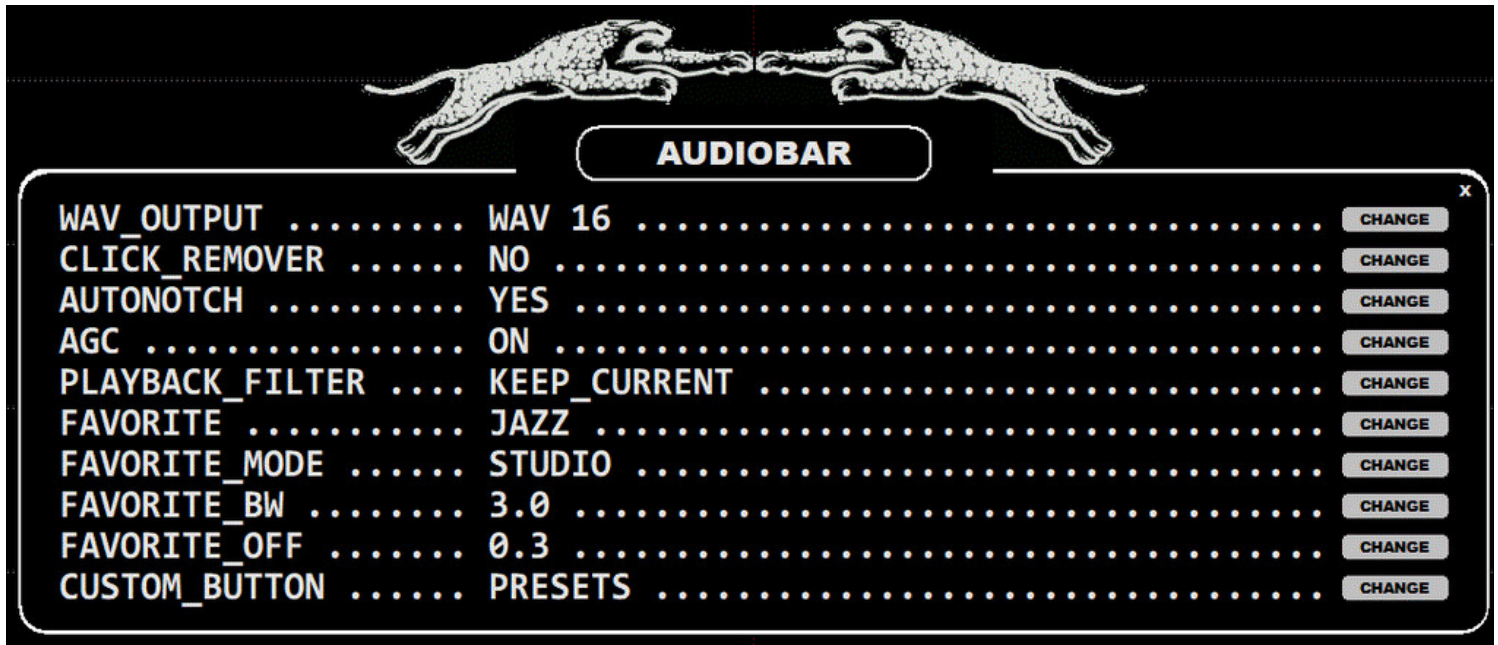 AUDIOBAR
x
WAV_OUTPUT ......... WAV 16 .................................. CHANGE
CLICK_REMOVER ...... NO ...................................... CHANGE
AUTONOTCH .......... YES ..................................... CHANGE
AGC ................ ON ...................................... CHANGE
PLAYBACK_FILTER .... KEEP_CURRENT ............................ CHANGE
FAVORITE ........... JAZZ .................................... CHANGE
FAVORITE_MODE ...... STUDIO .................................. CHANGE
FAVORITE_BW ........ 3.0 ..................................... CHANGE
FAVORITE_OFF ....... 0.3 ..................................... CHANGE
CUSTOM_BUTTON ...... PRESETS ................................. CHANGE